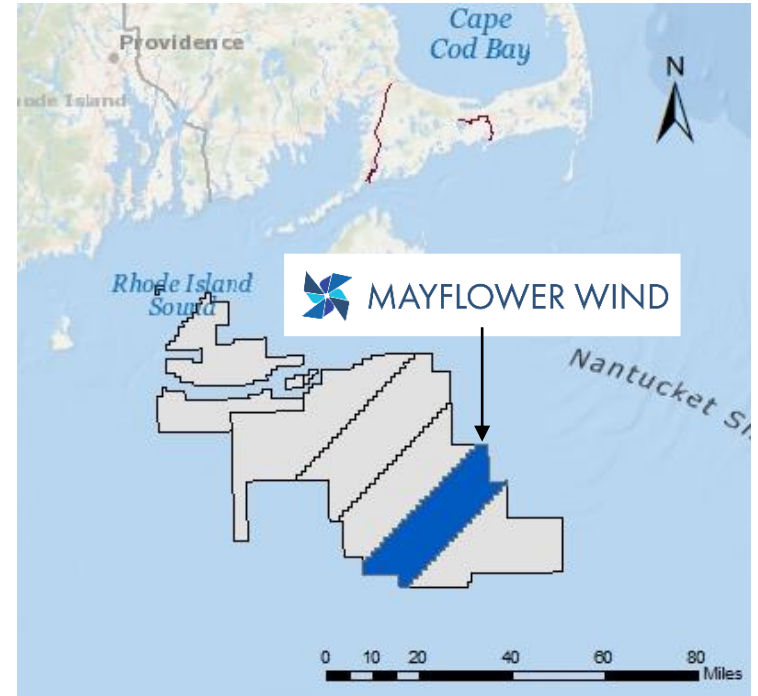 Cape
Cod Bay
Providence
N
ode Island
Rhode Island
Sound
MAYFLOWER WIND
Nantucket Sh
0 10 20 40 60 80
Miles